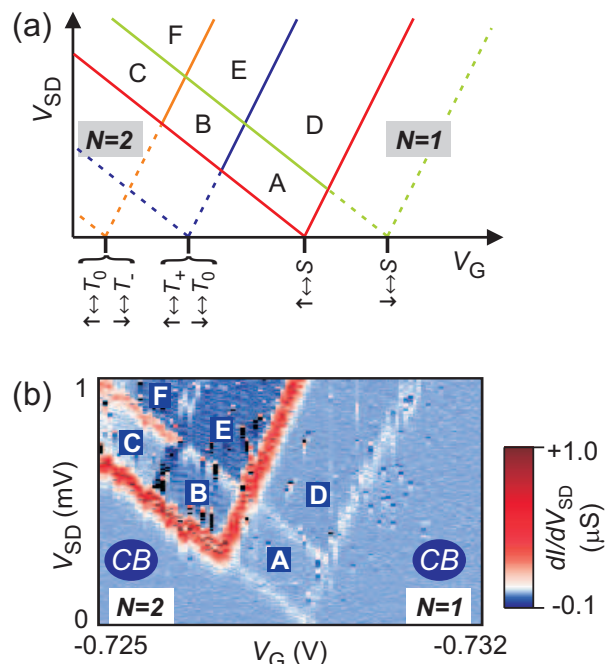 (a)
F
C
E
B
D
A
V_SD
N=2
N=1
↑↔T_0
↓↔T_-
↑↔T_+
↓↔T_0
↑↔S
↓↔S
V_G
(b)
1
F
C
E
B
D
A
V_SD (mV)
CB
CB
N=2
N=1
0
-0.725
V_G (V)
-0.732
+1.0
-0.1
dI/dV_SD
(μS)